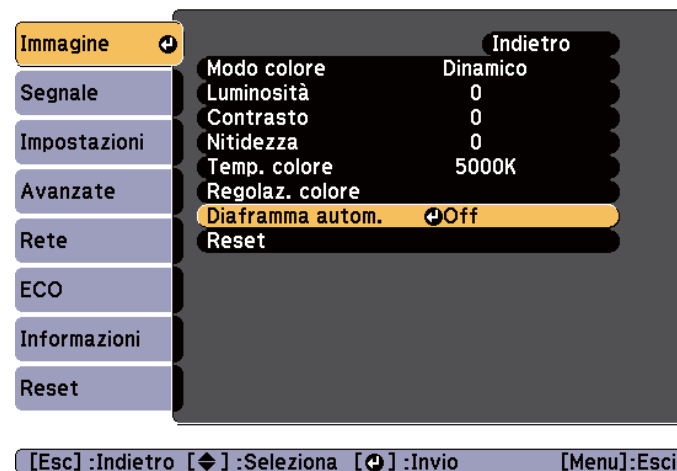 Immagine
Segnale
Impostazioni
Avanzate
Rete
ECO
Informazioni
Reset
Indietro
Modo colore Dinamico
Luminosità 0
Contrasto 0
Nitidezza 0
Temp. colore 5000K
Regolaz. colore
Diaframma autom. Off
Reset
[Esc] :Indietro [ ] :Seleziona [ ] :Invio [Menu]:Esci